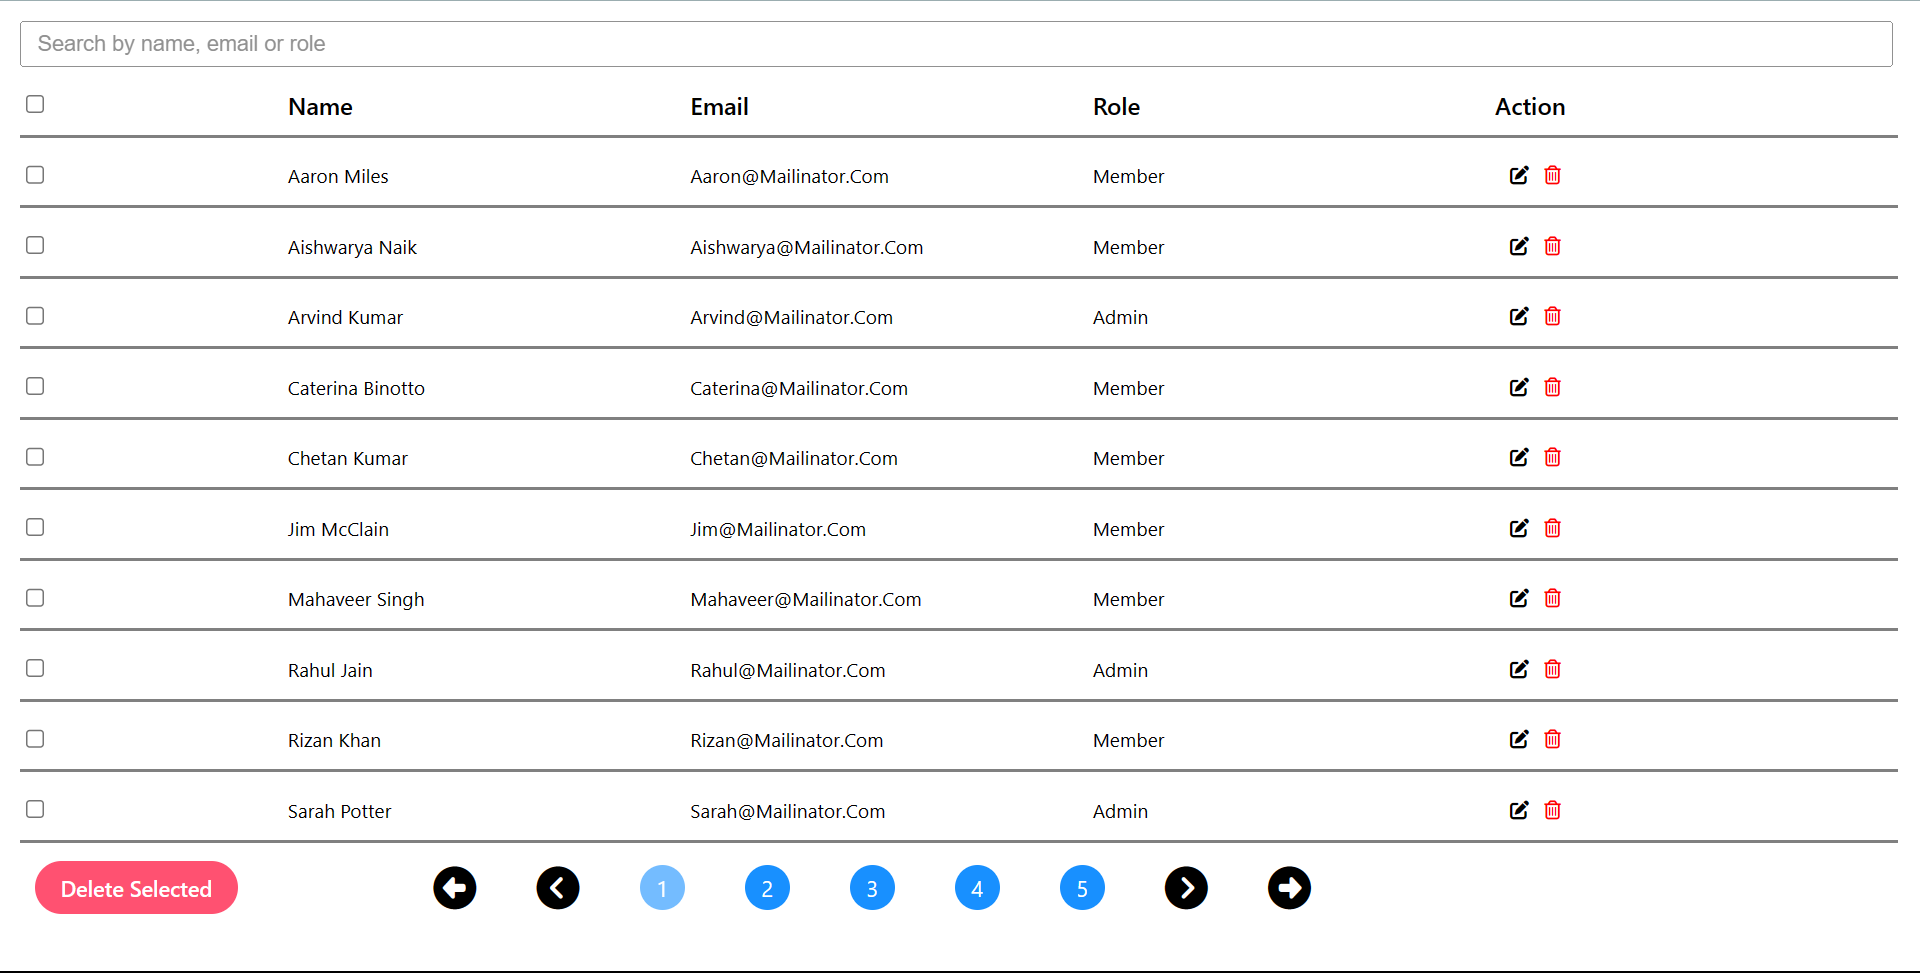 Search by name, email or role
Name Email Role Action
Aaron Miles Aaron@Mailinator.Com Member
Aishwarya Naik Aishwarya@Mailinator.Com Member
Arvind Kumar Arvind@Mailinator.Com Admin
Caterina Binotto Caterina@Mailinator.Com Member
Chetan Kumar Chetan@Mailinator.Com Member
Jim McClain Jim@Mailinator.Com Member
Mahaveer Singh Mahaveer@Mailinator.Com Member
Rahul Jain Rahul@Mailinator.Com Admin
Rizan Khan Rizan@Mailinator.Com Member
Sarah Potter Sarah@Mailinator.Com Admin
Delete Selected 1 2 3 4 5